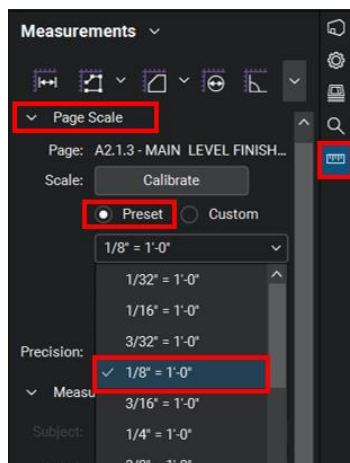 Measurements
Page Scale
Page: A2.1.3 - MAIN LEVEL FINISH...
Scale: Calibrate
Preset Custom
1/8" = 1'-0"
1/32" = 1'-0"
1/16" = 1'-0"
3/32" = 1'-0"
Precision:
1/8" = 1'-0"
Measu
3/16" = 1'-0"
Subject:
1/4" = 1'-0"